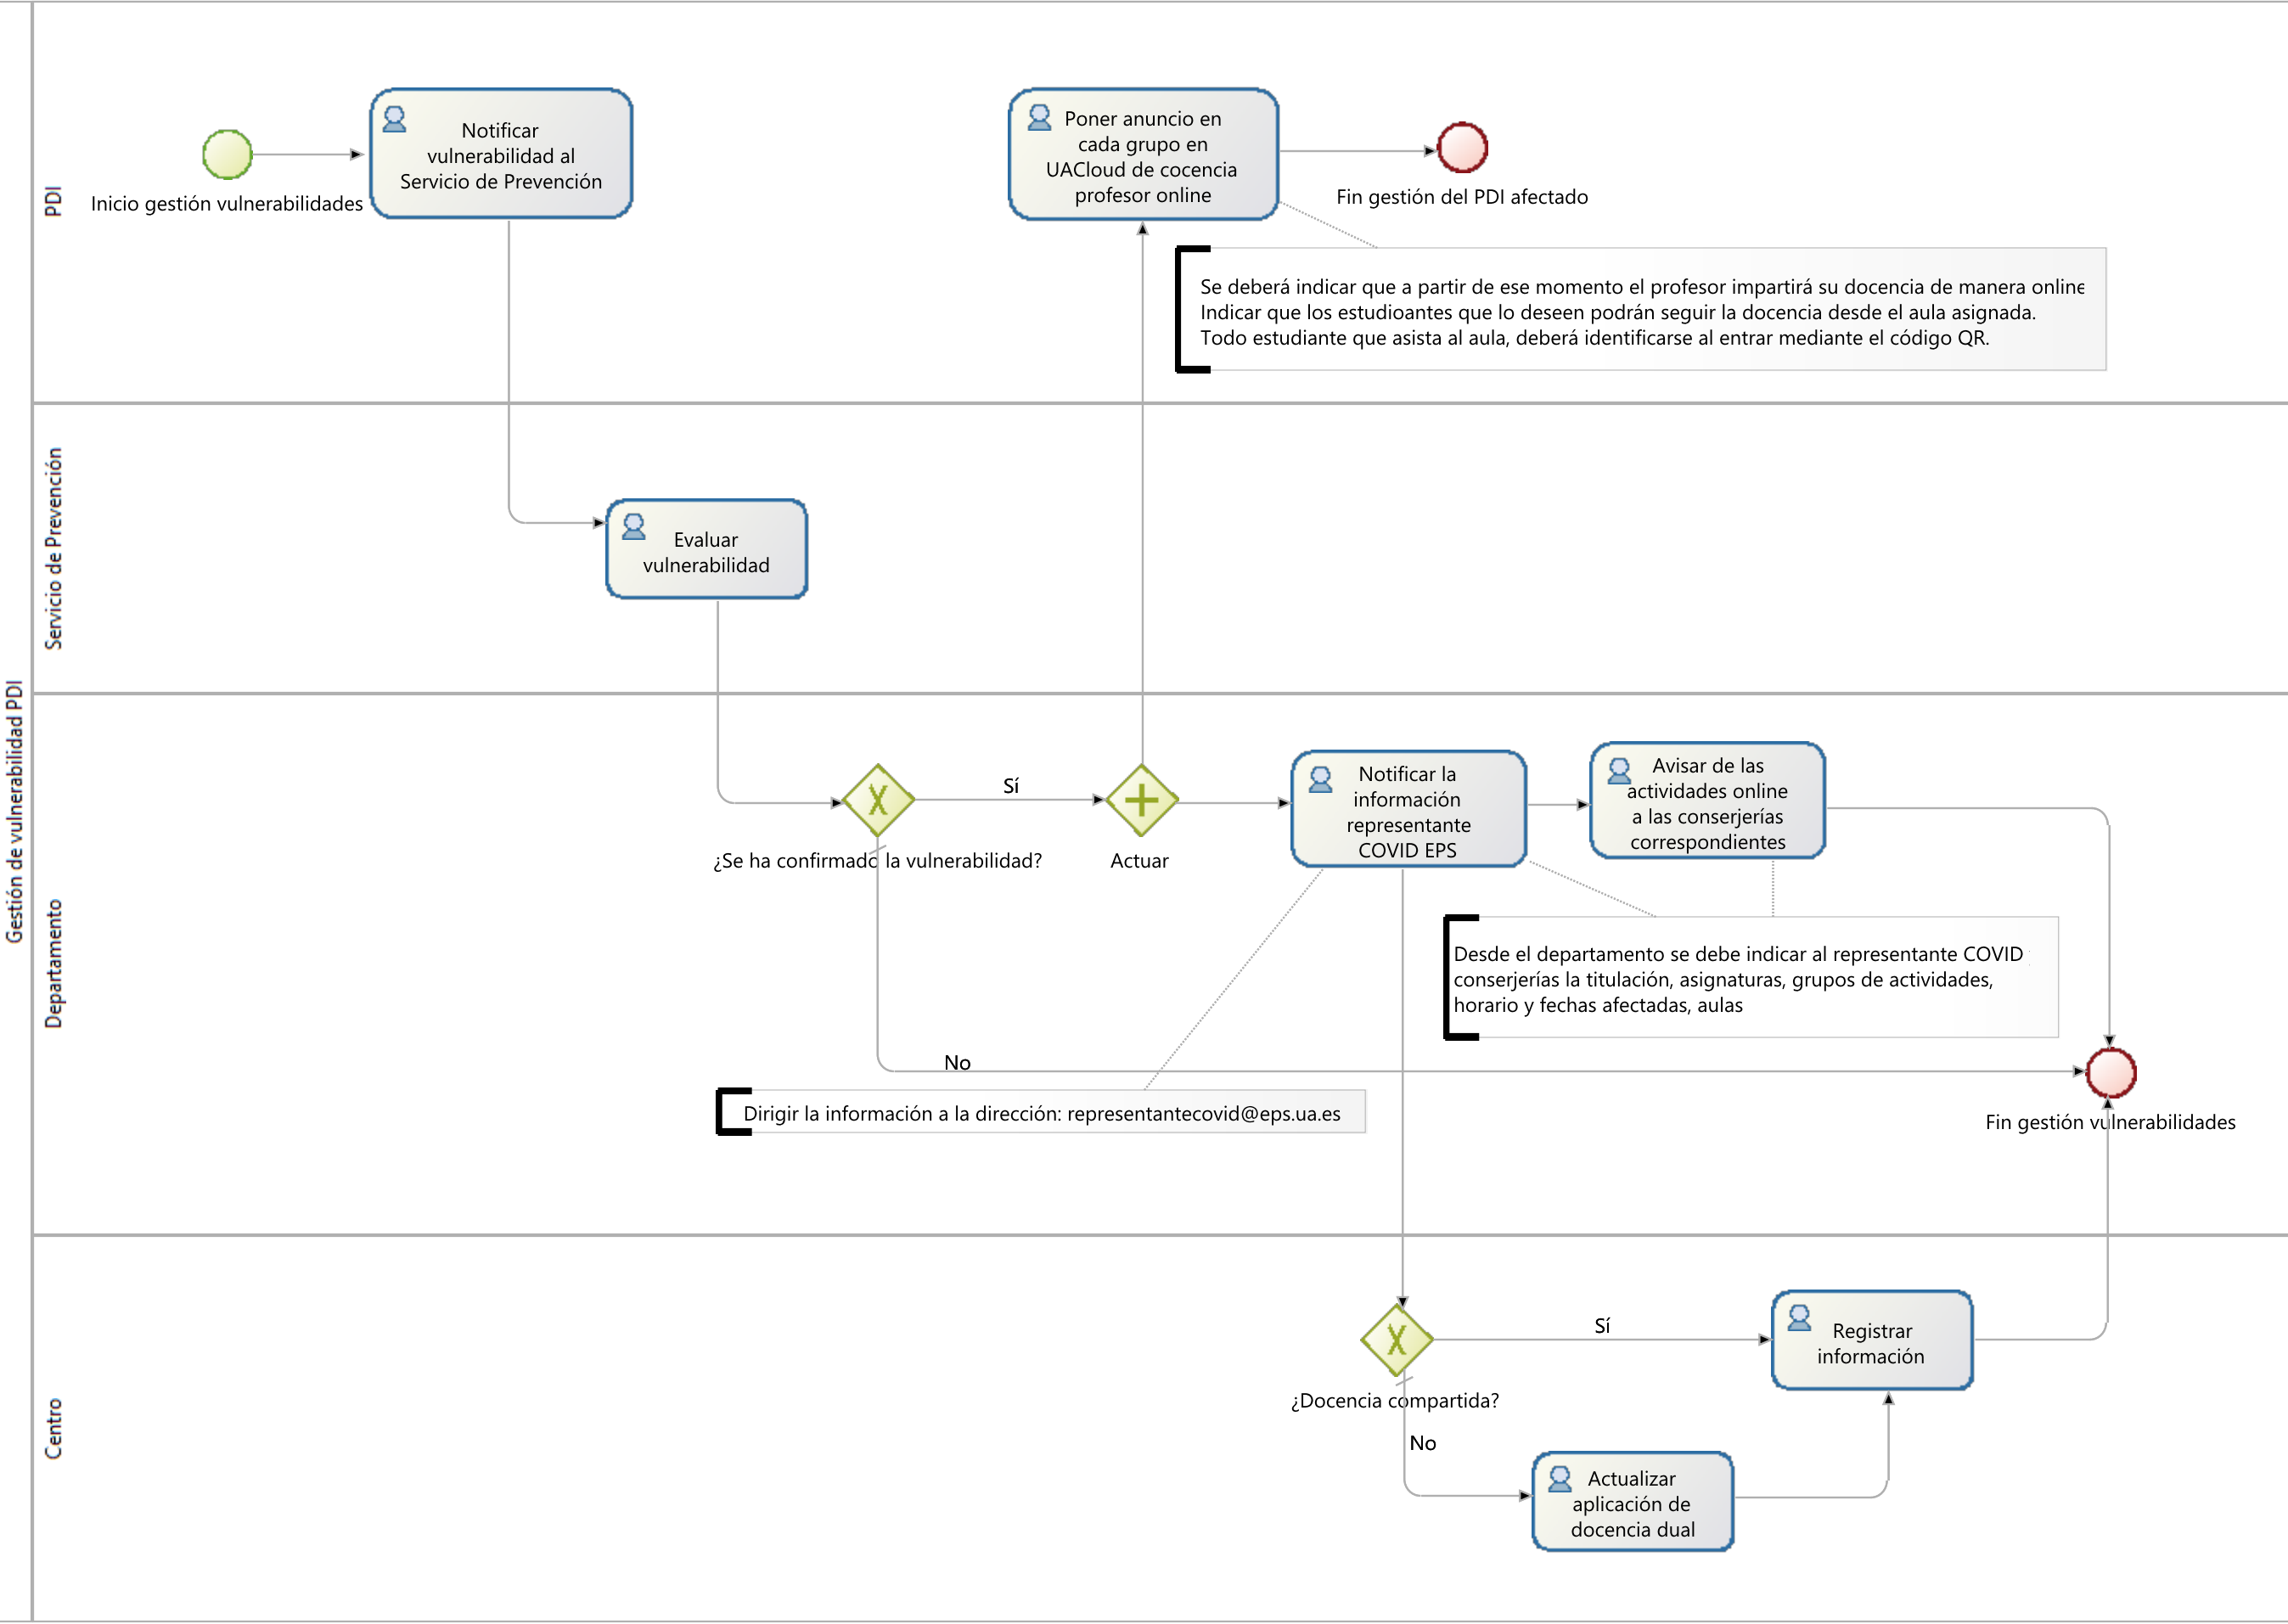 Gestión de vulnerabilidad PDI
PDI
Inicio gestión vulnerabilidades
Notificar
vulnerabilidad al
Servicio de Prevención
Poner anuncio en
cada grupo en
UACloud de cocencia
profesor online
Fin gestión del PDI afectado
Se deberá indicar que a partir de ese momento el profesor impartirá su docencia de manera online
Indicar que los estudioantes que lo deseen podrán seguir la docencia desde el aula asignada.
Todo estudiante que asista al aula, deberá identificarse al entrar mediante el código QR.
Servicio de Prevención
Evaluar
vulnerabilidad
Departamento
¿Se ha confirmado la vulnerabilidad?
Sí
Actuar
Notificar la
información
representante
COVID EPS
Avisar de las
actividades online
a las conserjerías
correspondientes
Desde el departamento se debe indicar al representante COVID
conserjerías la titulación, asignaturas, grupos de actividades,
horario y fechas afectadas, aulas
No
Dirigir la información a la dirección: representantecovid@eps.ua.es
Fin gestión vulnerabilidades
Centro
¿Docencia compartida?
Sí
Registrar
información
No
Actualizar
aplicación de
docencia dual